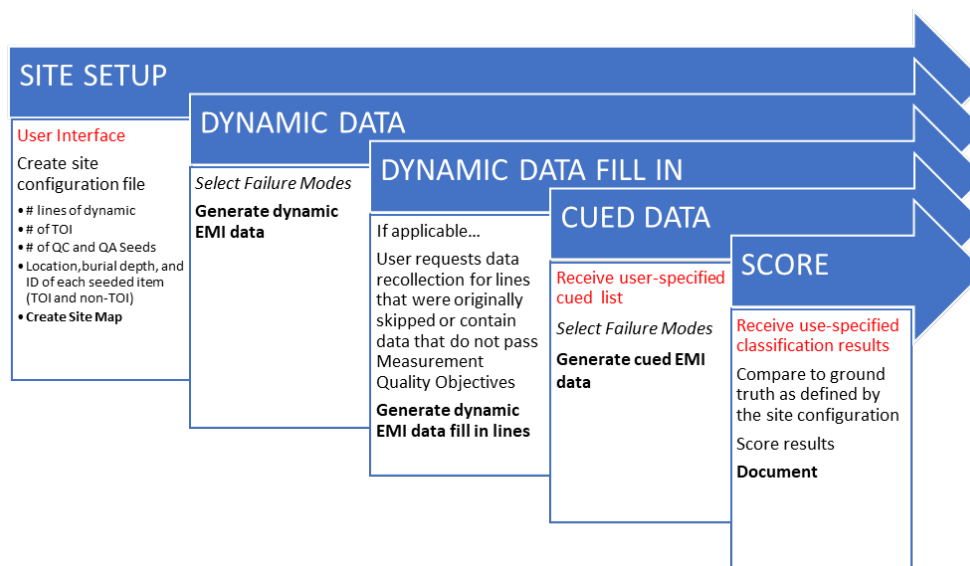 SITE SETUP
User Interface
Create site
configuration file
• # lines of dynamic
• # of TOI
• # of QC and QA Seeds
• Location,burial depth, and
ID of each seeded item
(TOI and non-TOI)
• Create Site Map
DYNAMIC DATA
Select Failure Modes
Generate dynamic
EMI data
DYNAMIC DATA FILL IN
If applicable...
User requests data
recollection for lines
that were originally
skipped or contain
data that do not pass
Measurement
Quality Objectives
Generate dynamic
EMI data fill in lines
CUED DATA
Receive user-specified
cued list
Select Failure Modes
Generate cued EMI
data
SCORE
Receive use-specified
classification results
Compare to ground
truth as defined by
the site configuration
Score results
Document